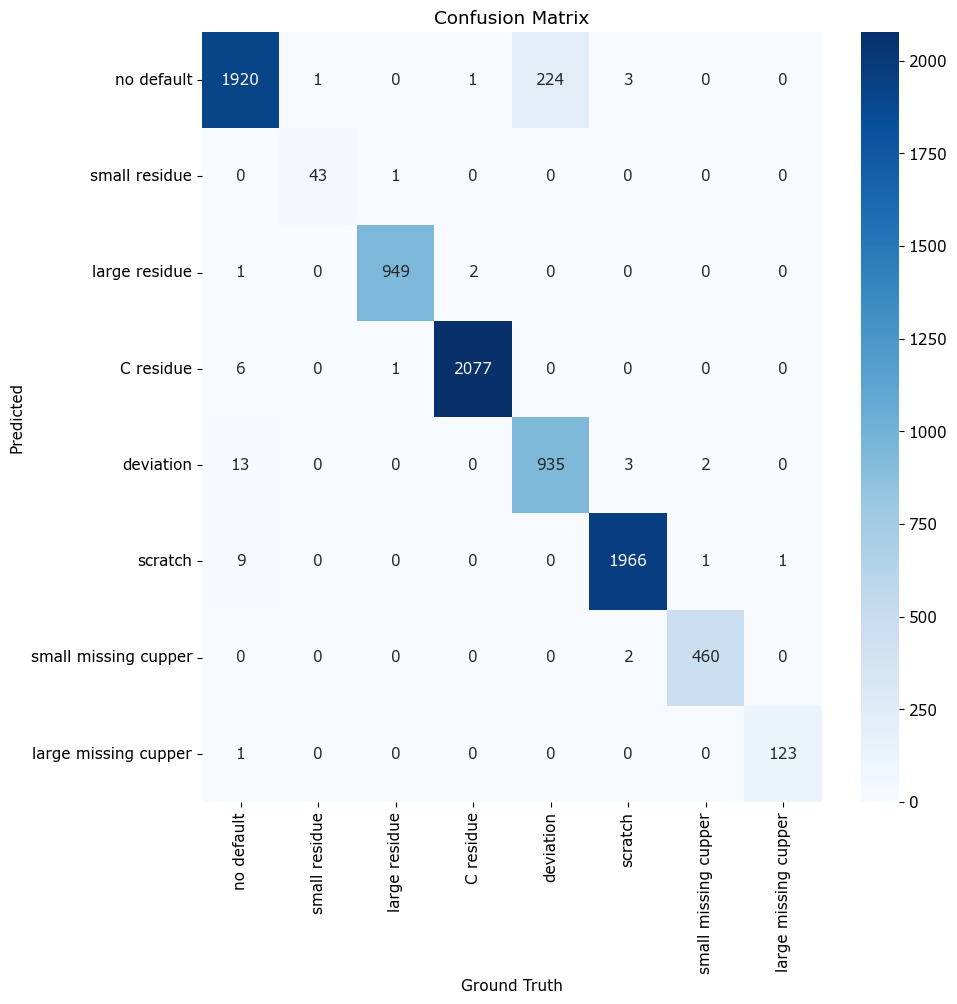 Confusion Matrix
no default 1920 1 0 1 224 3 0 0
small residue 0 43 1 0 0 0 0 0
large residue 1 0 949 2 0 0 0 0
C residue 6 0 1 2077 0 0 0 0
deviation 13 0 0 0 935 3 2 0
scratch 9 0 0 0 0 1966 1 1
small missing cupper 0 0 0 0 0 2 460 0
large missing cupper 1 0 0 0 0 0 0 123
Predicted
no default
small residue
large residue
C residue
deviation
scratch
small missing cupper
large missing cupper
Ground Truth
2000
1750
1500
1250
1000
750
500
250
0